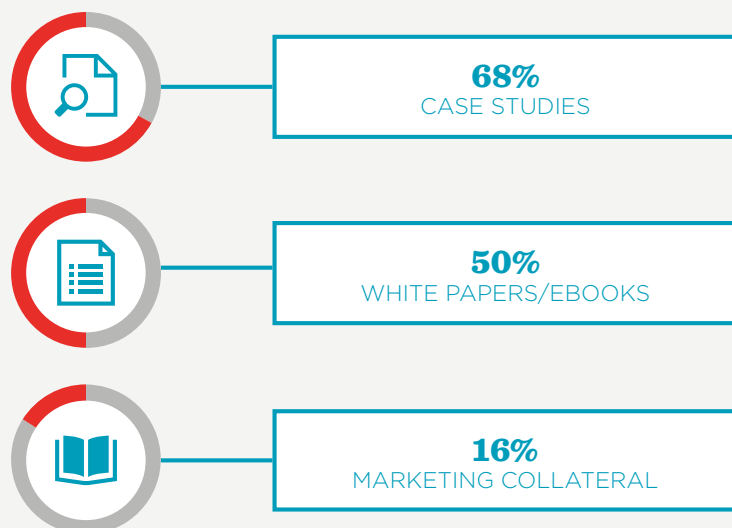 68%
CASE STUDIES
50%
WHITE PAPERS/EBOOKS
16%
MARKETING COLLATERAL